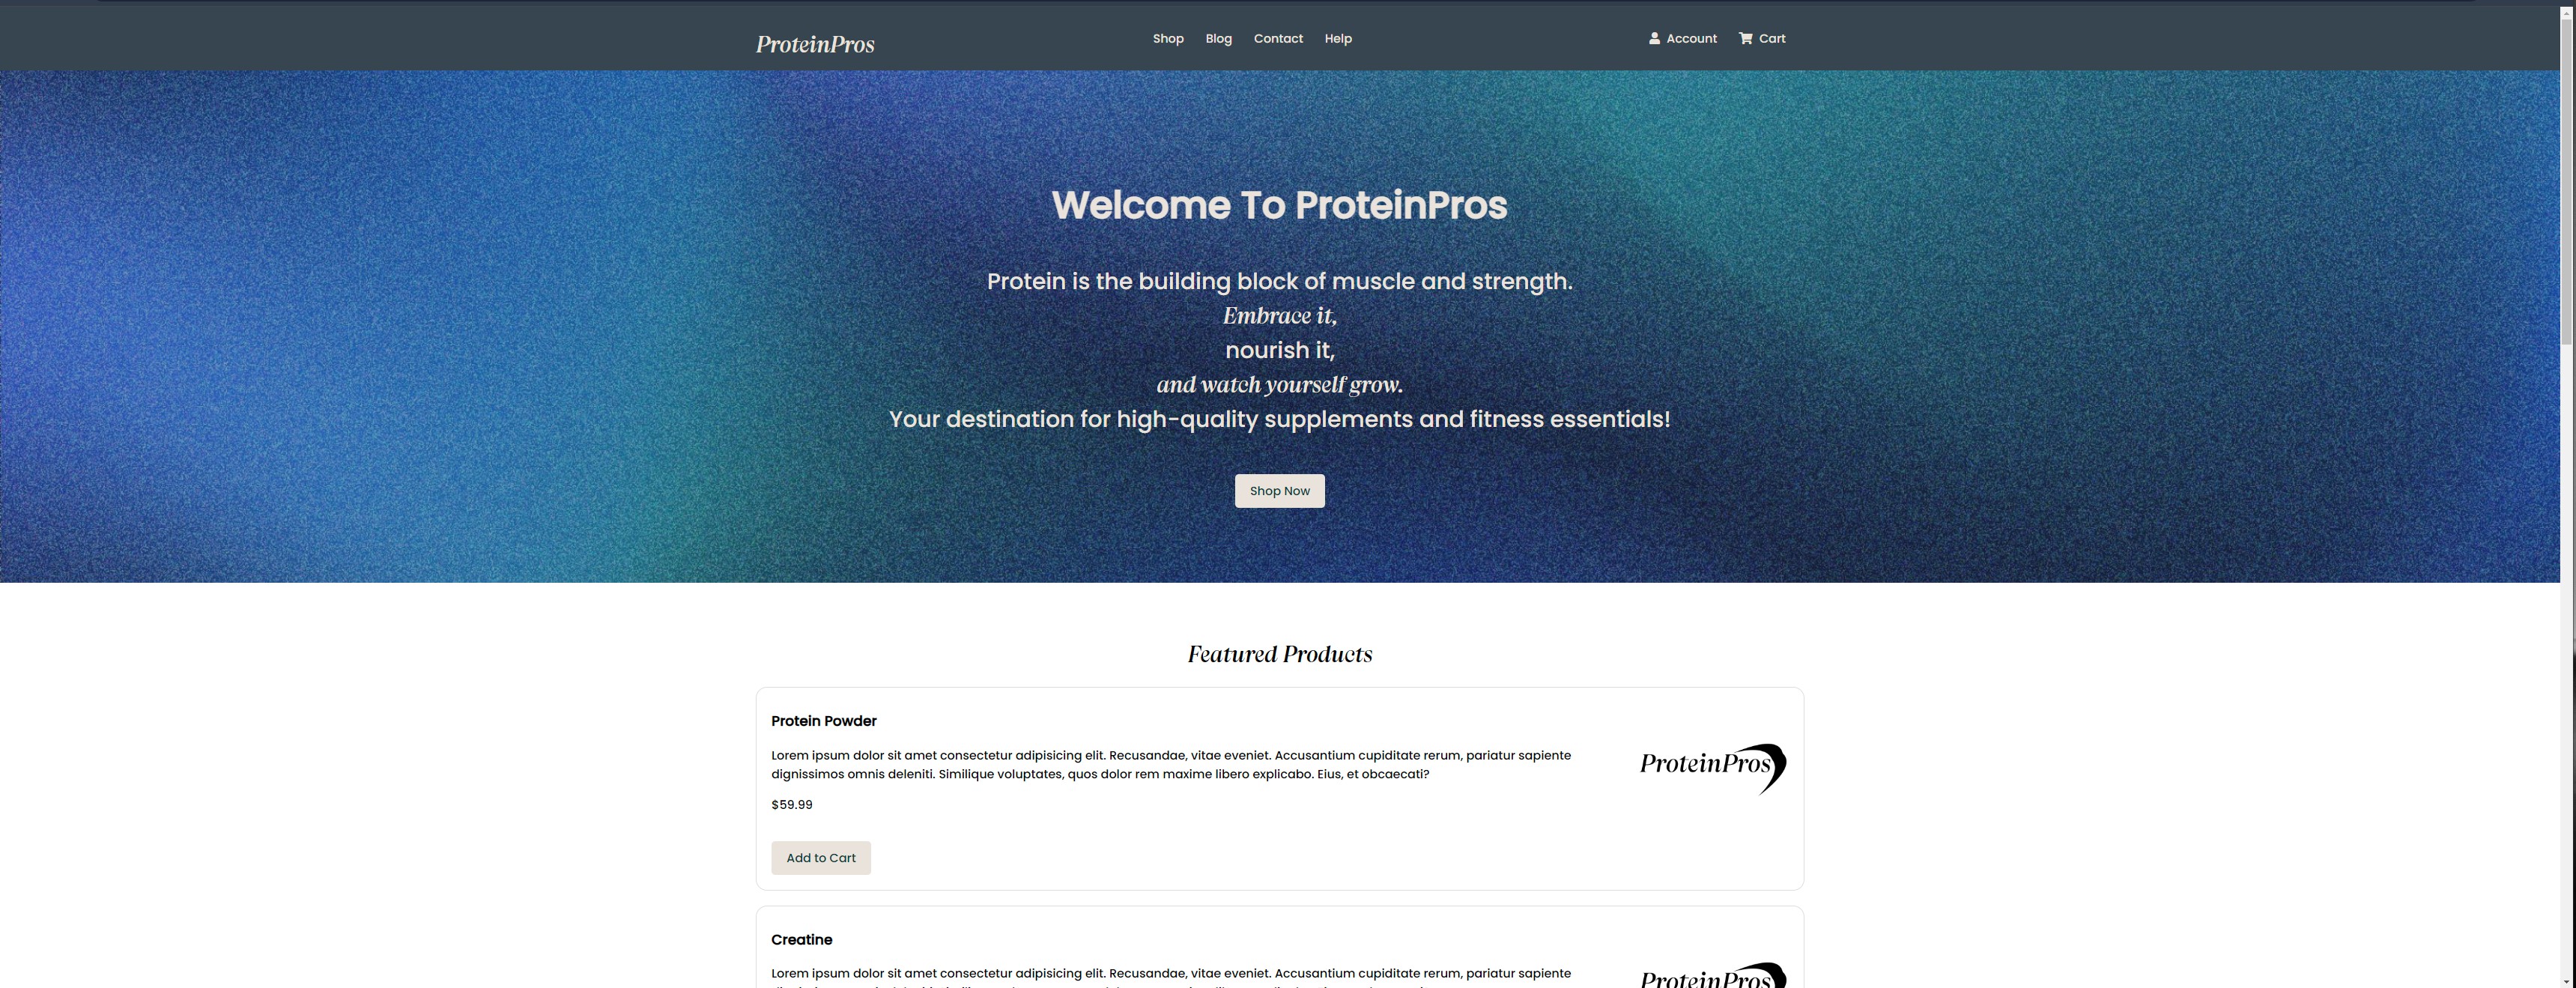 ProteinPros
Shop Blog Contact Help
Account Cart
Welcome To ProteinPros
Protein is the building block of muscle and strength.
Embrace it,
nourish it,
and watch yourself grow.
Your destination for high-quality supplements and fitness essentials!
Shop Now
Featured Products
Protein Powder
Lorem ipsum dolor sit amet consectetur adipisicing elit. Recusandae, vitae eveniet. Accusantium cupiditate rerum, pariatur sapiente
dignissimos omnis deleniti. Similique voluptates, quos dolor rem maxime libero explicabo. Eius, et obcaecati?
$59.99
Add to Cart
ProteinPros
Creatine
Lorem ipsum dolor sit amet consectetur adipisicing elit. Recusandae, vitae eveniet. Accusantium cupiditate rerum, pariatur sapiente
ProteinPros